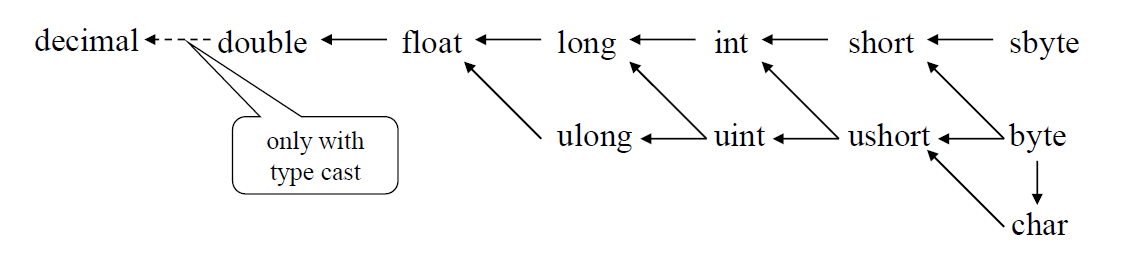 decimal double float long int short sbyte
ulong uint ushort byte
only with
type cast
char